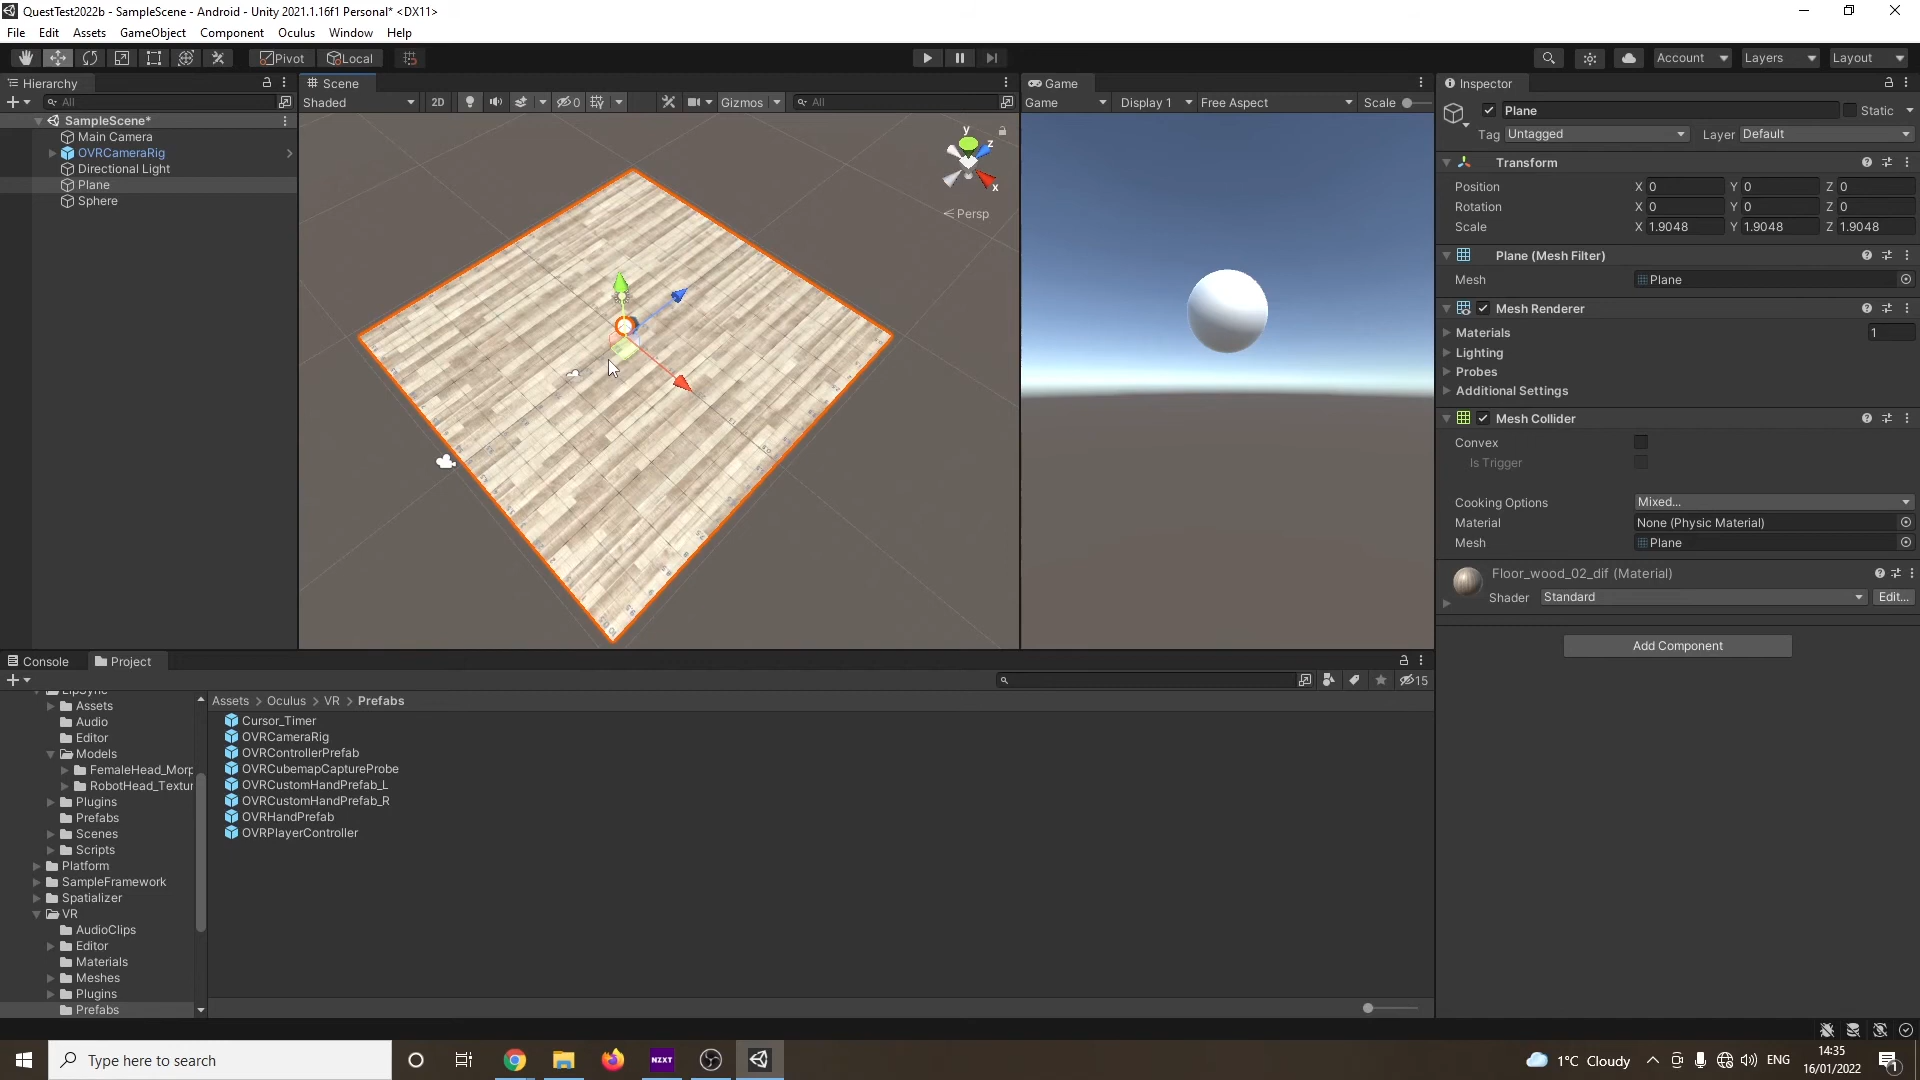 QuestTest2022b - SampleScene - Android - Unity 2021.1.16f1 Personal* <DX11>
File Edit Assets GameObject Component Oculus Window Help
Pivot Local
Account Layers Layout
Hierarchy
All
SampleScene*
Main Camera
OVRCameraRig
Directional Light
Plane
Sphere
Scene
Shaded 2D 0 Gizmos All
y
z
x
Persp
Game
Game Display 1 Free Aspect Scale
Inspector
Plane Static
Tag Untagged Layer Default
Transform
Position X 0 Y 0 Z 0
Rotation X 0 Y 0 Z 0
Scale X 1.9048 Y 1.9048 Z 1.9048
Plane (Mesh Filter)
Mesh Plane
Mesh Renderer
Materials 1
Lighting
Probes
Additional Settings
Mesh Collider
Convex
Is Trigger
Cooking Options Mixed...
Material None (Physic Material)
Mesh Plane
Floor_wood_02_dif (Material)
Shader Standard Edit...
Add Component
Console Project
15
LipSync
Assets
Audio
Editor
Models
FemaleHead_Morp
RobotHead_Textur
Plugins
Prefabs
Scenes
Scripts
Platform
SampleFramework
Spatializer
VR
AudioClips
Editor
Materials
Meshes
Plugins
Prefabs
Assets > Oculus > VR > Prefabs
Cursor_Timer
OVRCameraRig
OVRControllerPrefab
OVRCubemapCaptureProbe
OVRCustomHandPrefab_L
OVRCustomHandPrefab_R
OVRHandPrefab
OVRPlayerController
Type here to search
NZXT
1°C Cloudy
ENG
14:35
16/01/2022
1